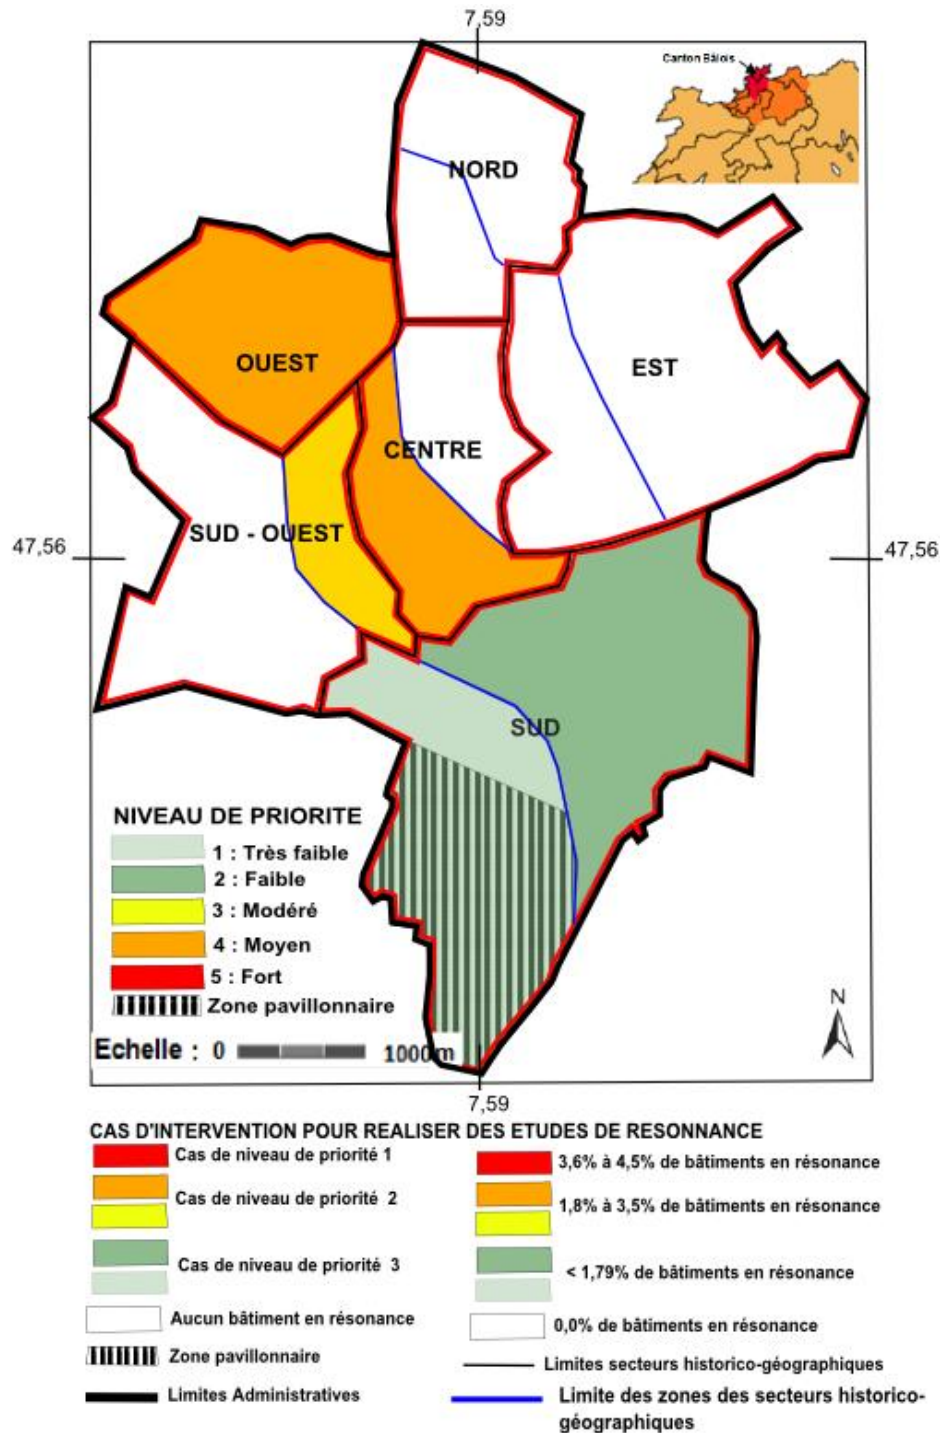 7,59
Canton Bâlois
NORD
OUEST
EST
CENTRE
SUD - OUEST
47,56
47,56
SUD
NIVEAU DE PRIORITE
1 : Très faible
2 : Faible
3 : Modéré
4 : Moyen
5 : Fort
Zone pavillonnaire
N
Echelle : 0 1000m
7,59
CAS D'INTERVENTION POUR REALISER DES ETUDES DE RESONNANCE
Cas de niveau de priorité 1
3,6% à 4,5% de bâtiments en résonance
Cas de niveau de priorité 2
1,8% à 3,5% de bâtiments en résonance
Cas de niveau de priorité 3
< 1,79% de bâtiments en résonance
Aucun bâtiment en résonance
0,0% de bâtiments en résonance
Zone pavillonnaire
Limites secteurs historico-géographiques
Limites Administratives
Limite des zones des secteurs historico-
géographiques